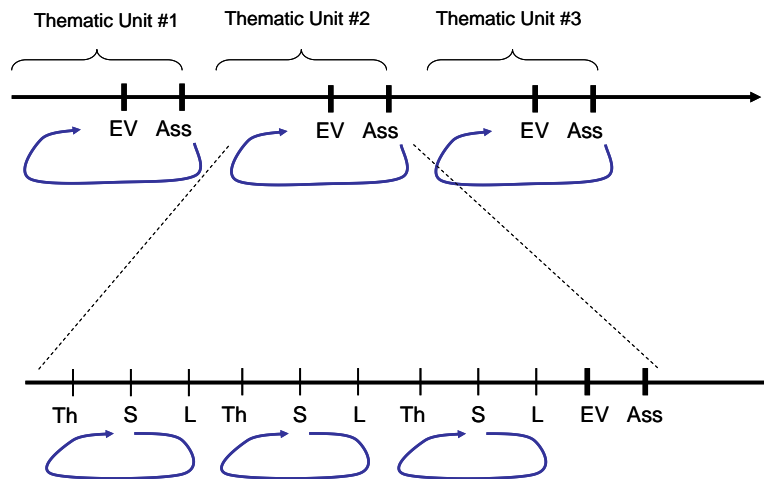 Thematic Unit #1 Thematic Unit #2 Thematic Unit #3
EV Ass EV Ass EV Ass
Th S L Th S L Th S L EV Ass